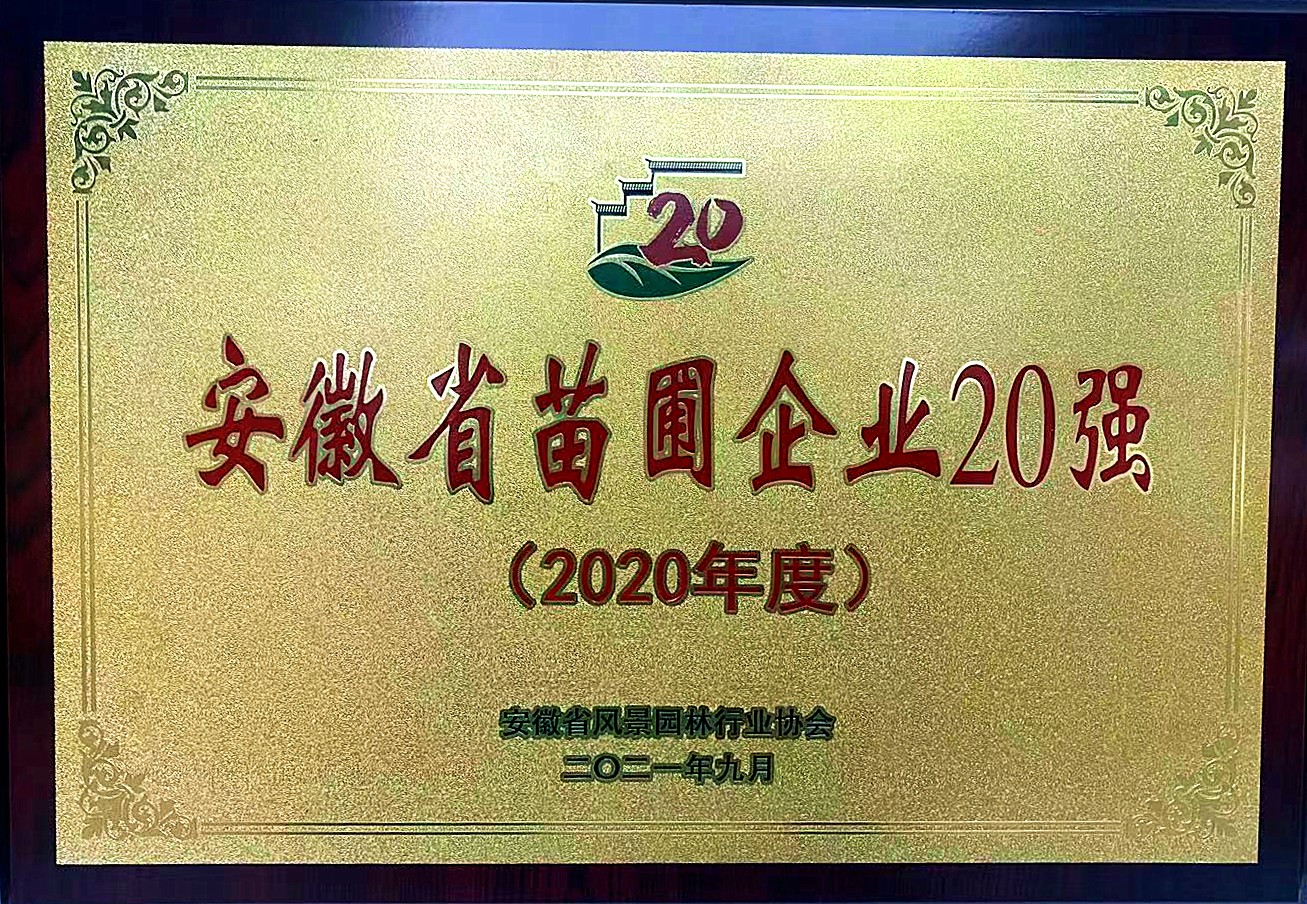 20
安徽省苗圃企业20强
（2020年度）
安徽省风景园林行业协会
二〇二一年九月